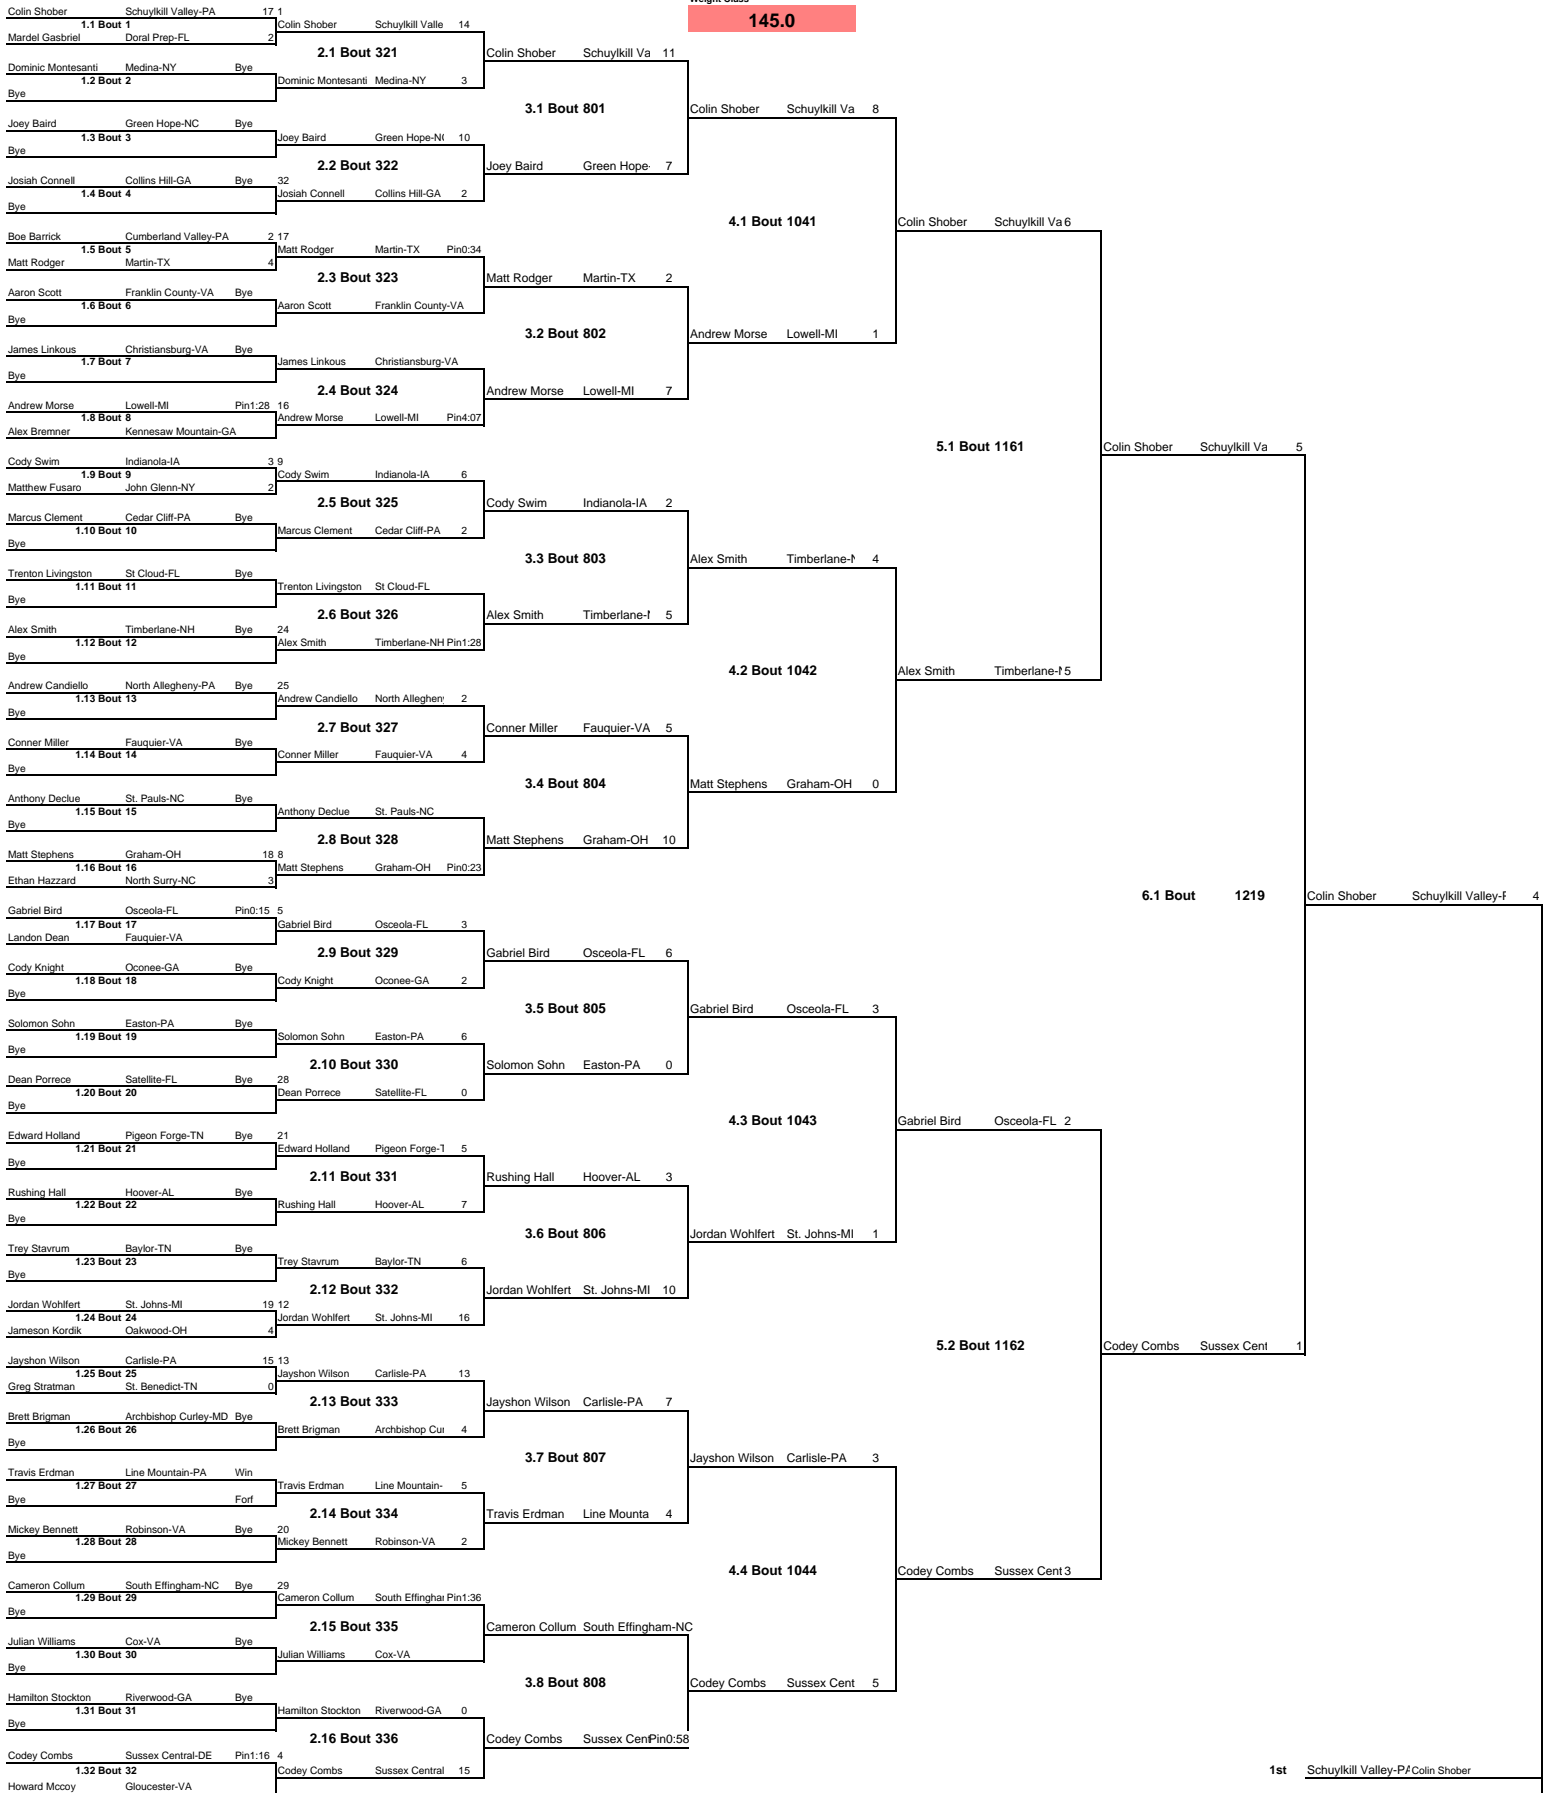 Weight Class
145.0
Colin Shober Schuylkill Valley-PA 17 1
1.1 Bout 1
Mardel Gasbriel Doral Prep-FL 2
Dominic Montesanti Medina-NY Bye
1.2 Bout 2
Bye
Joey Baird Green Hope-NC Bye
1.3 Bout 3
Bye
Josiah Connell Collins Hill-GA Bye 32
1.4 Bout 4
Bye
Boe Barrick Cumberland Valley-PA 2 17
1.5 Bout 5
Matt Rodger Martin-TX 4
Aaron Scott Franklin County-VA Bye
1.6 Bout 6
Bye
James Linkous Christiansburg-VA Bye
1.7 Bout 7
Bye
Andrew Morse Lowell-MI Pin1:28 16
1.8 Bout 8
Alex Bremner Kennesaw Mountain-GA
Cody Swim Indianola-IA 3 9
1.9 Bout 9
Matthew Fusaro John Glenn-NY 2
Marcus Clement Cedar Cliff-PA Bye
1.10 Bout 10
Bye
Trenton Livingston St Cloud-FL Bye
1.11 Bout 11
Bye
Alex Smith Timberlane-NH Bye 24
1.12 Bout 12
Bye
Andrew Candiello North Allegheny-PA Bye 25
1.13 Bout 13
Bye
Conner Miller Fauquier-VA Bye
1.14 Bout 14
Bye
Anthony Declue St. Pauls-NC Bye
1.15 Bout 15
Bye
Matt Stephens Graham-OH 18 8
1.16 Bout 16
Ethan Hazzard North Surry-NC 3
Gabriel Bird Osceola-FL Pin0:15 5
1.17 Bout 17
Landon Dean Fauquier-VA
Cody Knight Oconee-GA Bye
1.18 Bout 18
Bye
Solomon Sohn Easton-PA Bye
1.19 Bout 19
Bye
Dean Porrece Satellite-FL Bye 28
1.20 Bout 20
Bye
Edward Holland Pigeon Forge-TN Bye 21
1.21 Bout 21
Bye
Rushing Hall Hoover-AL Bye
1.22 Bout 22
Bye
Trey Stavrum Baylor-TN Bye
1.23 Bout 23
Bye
Jordan Wohlfert St. Johns-MI 19 12
1.24 Bout 24
Jameson Kordik Oakwood-OH 4
Jayshon Wilson Carlisle-PA 15 13
1.25 Bout 25
Greg Stratman St. Benedict-TN 0
Brett Brigman Archbishop Curley-MD Bye
1.26 Bout 26
Bye
Travis Erdman Line Mountain-PA Win
1.27 Bout 27
Bye Forf
Mickey Bennett Robinson-VA Bye 20
1.28 Bout 28
Bye
Cameron Collum South Effingham-NC Bye 29
1.29 Bout 29
Bye
Julian Williams Cox-VA Bye
1.30 Bout 30
Bye
Hamilton Stockton Riverwood-GA Bye
1.31 Bout 31
Bye
Codey Combs Sussex Central-DE Pin1:16 4
1.32 Bout 32
Howard Mccoy Gloucester-VA
Colin Shober Schuylkill Valle 14
2.1 Bout 321
Dominic Montesanti Medina-NY 3
Joey Baird Green Hope-N 10
2.2 Bout 322
Josiah Connell Collins Hill-GA 2
Matt Rodger Martin-TX Pin0:34
2.3 Bout 323
Aaron Scott Franklin County-VA
James Linkous Christiansburg-VA
2.4 Bout 324
Andrew Morse Lowell-MI Pin4:07
Cody Swim Indianola-IA 6
2.5 Bout 325
Marcus Clement Cedar Cliff-PA 2
Trenton Livingston St Cloud-FL
2.6 Bout 326
Alex Smith Timberlane-NH Pin1:28
Andrew Candiello North Allegheny 2
2.7 Bout 327
Conner Miller Fauquier-VA 4
Anthony Declue St. Pauls-NC
2.8 Bout 328
Matt Stephens Graham-OH Pin0:23
Gabriel Bird Osceola-FL 3
2.9 Bout 329
Cody Knight Oconee-GA 2
Solomon Sohn Easton-PA 6
2.10 Bout 330
Dean Porrece Satellite-FL 0
Edward Holland Pigeon Forge-T 5
2.11 Bout 331
Rushing Hall Hoover-AL 7
Trey Stavrum Baylor-TN 6
2.12 Bout 332
Jordan Wohlfert St. Johns-MI 16
Jayshon Wilson Carlisle-PA 13
2.13 Bout 333
Brett Brigman Archbishop Cu 4
Travis Erdman Line Mountain- 5
2.14 Bout 334
Mickey Bennett Robinson-VA 2
Cameron Collum South Effingha Pin1:36
2.15 Bout 335
Julian Williams Cox-VA
Hamilton Stockton Riverwood-GA 0
2.16 Bout 336
Codey Combs Sussex Central 15
Colin Shober Schuylkill Va 11
3.1 Bout 801
Joey Baird Green Hope- 7
Matt Rodger Martin-TX 2
3.2 Bout 802
Andrew Morse Lowell-MI 7
Cody Swim Indianola-IA 2
3.3 Bout 803
Alex Smith Timberlane- 5
Conner Miller Fauquier-VA 5
3.4 Bout 804
Matt Stephens Graham-OH 10
Gabriel Bird Osceola-FL 6
3.5 Bout 805
Solomon Sohn Easton-PA 0
Rushing Hall Hoover-AL 3
3.6 Bout 806
Jordan Wohlfert St. Johns-MI 10
Jayshon Wilson Carlisle-PA 7
3.7 Bout 807
Travis Erdman Line Mounta 4
Cameron Collum South Effingham-NC
3.8 Bout 808
Codey Combs Sussex Cen Pin0:58
Colin Shober Schuylkill Va 8
4.1 Bout 1041
Andrew Morse Lowell-MI 1
Alex Smith Timberlane- 4
4.2 Bout 1042
Matt Stephens Graham-OH 0
Gabriel Bird Osceola-FL 3
4.3 Bout 1043
Jordan Wohlfert St. Johns-MI 1
Jayshon Wilson Carlisle-PA 3
4.4 Bout 1044
Codey Combs Sussex Cent 5
Colin Shober Schuylkill Va 6
5.1 Bout 1161
Alex Smith Timberlane- 5
Gabriel Bird Osceola-FL 2
5.2 Bout 1162
Codey Combs Sussex Cent 3
Colin Shober Schuylkill Va 5
6.1 Bout 1219
Codey Combs Sussex Cent 1
Colin Shober Schuylkill Valley- 4
1st Schuylkill Valley-PA Colin Shober